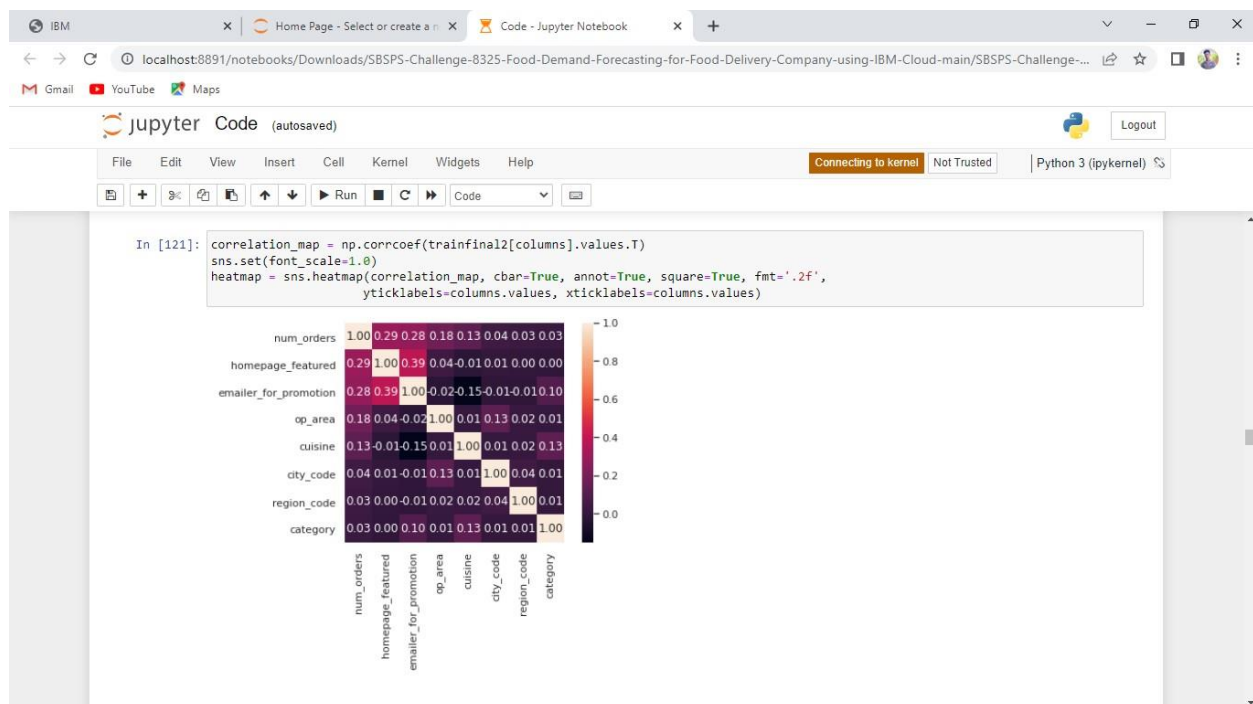 IBM
Home Page - Select or create a n
Code - Jupyter Notebook
localhost:8891/notebooks/Downloads/SBSPS-Challenge-8325-Food-Demand-Forecasting-for-Food-Delivery-Company-using-IBM-Cloud-main/SBSPS-Challenge-...
Gmail YouTube Maps
jupyter Code (autosaved) Logout
File Edit View Insert Cell Kernel Widgets Help Connecting to kernel Not Trusted Python 3 (ipykernel)
Run Code
In [121]: correlation_map = np.corrcoef(trainfinal2[columns].values.T)
sns.set(font_scale=1.0)
heatmap = sns.heatmap(correlation_map, cbar=True, annot=True, square=True, fmt='.2f',
yticklabels=columns.values, xticklabels=columns.values)
num_orders 1.00 0.29 0.28 0.18 0.13 0.04 0.03 0.03
homepage_featured 0.29 1.00 0.39 0.04 -0.01 0.01 0.00 0.00
emailer_for_promotion 0.28 0.39 1.00 -0.02 -0.15 -0.01 -0.01 0.10
op_area 0.18 0.04 -0.02 1.00 0.01 0.13 0.02 0.01
cuisine 0.13 -0.01 -0.15 0.01 1.00 0.01 0.02 0.13
city_code 0.04 0.01 -0.01 0.13 0.01 1.00 0.04 0.01
region_code 0.03 0.00 -0.01 0.02 0.02 0.04 1.00 0.01
category 0.03 0.00 0.10 0.01 0.13 0.01 0.01 1.00
num_orders
homepage_featured
emailer_for_promotion
op_area
cuisine
city_code
region_code
category
1.0
0.8
0.6
0.4
0.2
0.0